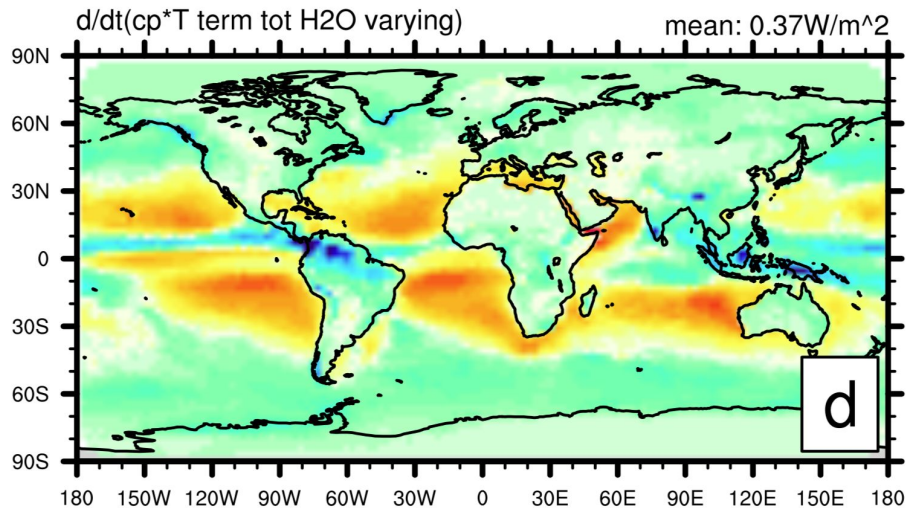 d/dt(cp*T term tot H2O varying) mean: 0.37W/m^2
90N
60N
30N
0
30S
60S
90S
d
180 150W 120W 90W 60W 30W 0 30E 60E 90E 120E 150E 180